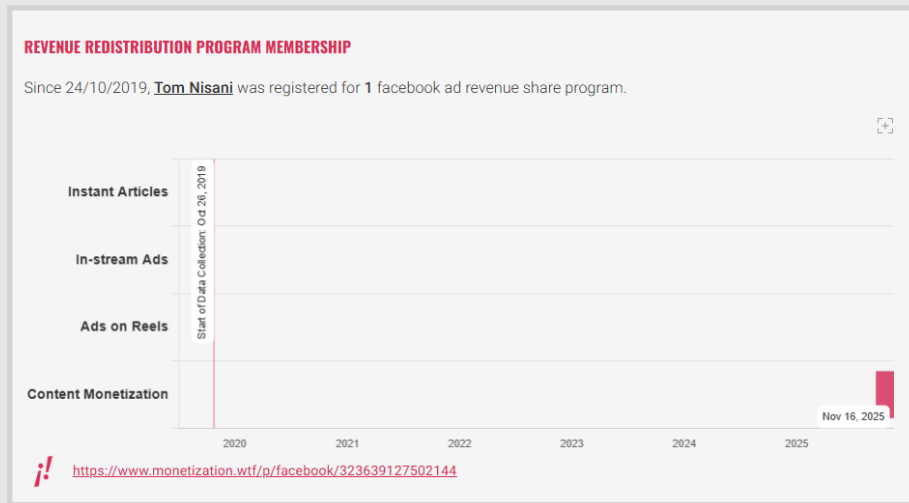 REVENUE REDISTRIBUTION PROGRAM MEMBERSHIP
Since 24/10/2019, Tom Nisani was registered for 1 facebook ad revenue share program.
Start of Data Collection: Oct 26, 2019
Instant Articles
In-stream Ads
Ads on Reels
Content Monetization
Nov 16, 2025
2020 2021 2022 2023 2024 2025
https://www.monetization.wtf/p/facebook/323639127502144